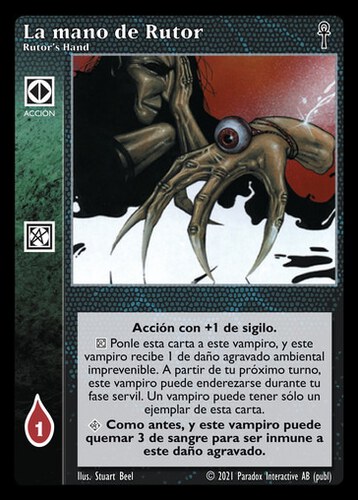 La mano de Rutor
Rutor's Hand
ACCIÓN
Acción con +1 de sigilo.
Ponle esta carta a este vampiro, y este
vampiro recibe 1 de daño agravado ambiental
imprevenible. A partir de tu próximo turno,
este vampiro puede enderezarse durante tu
fase servil. Un vampiro puede tener sólo un
ejemplar de esta carta.
Como antes, y este vampiro puede
quemar 3 de sangre para ser inmune a
este daño agravado.
1
Ilus. Stuart Beel
© 2021 Paradox Interactive AB (publ)